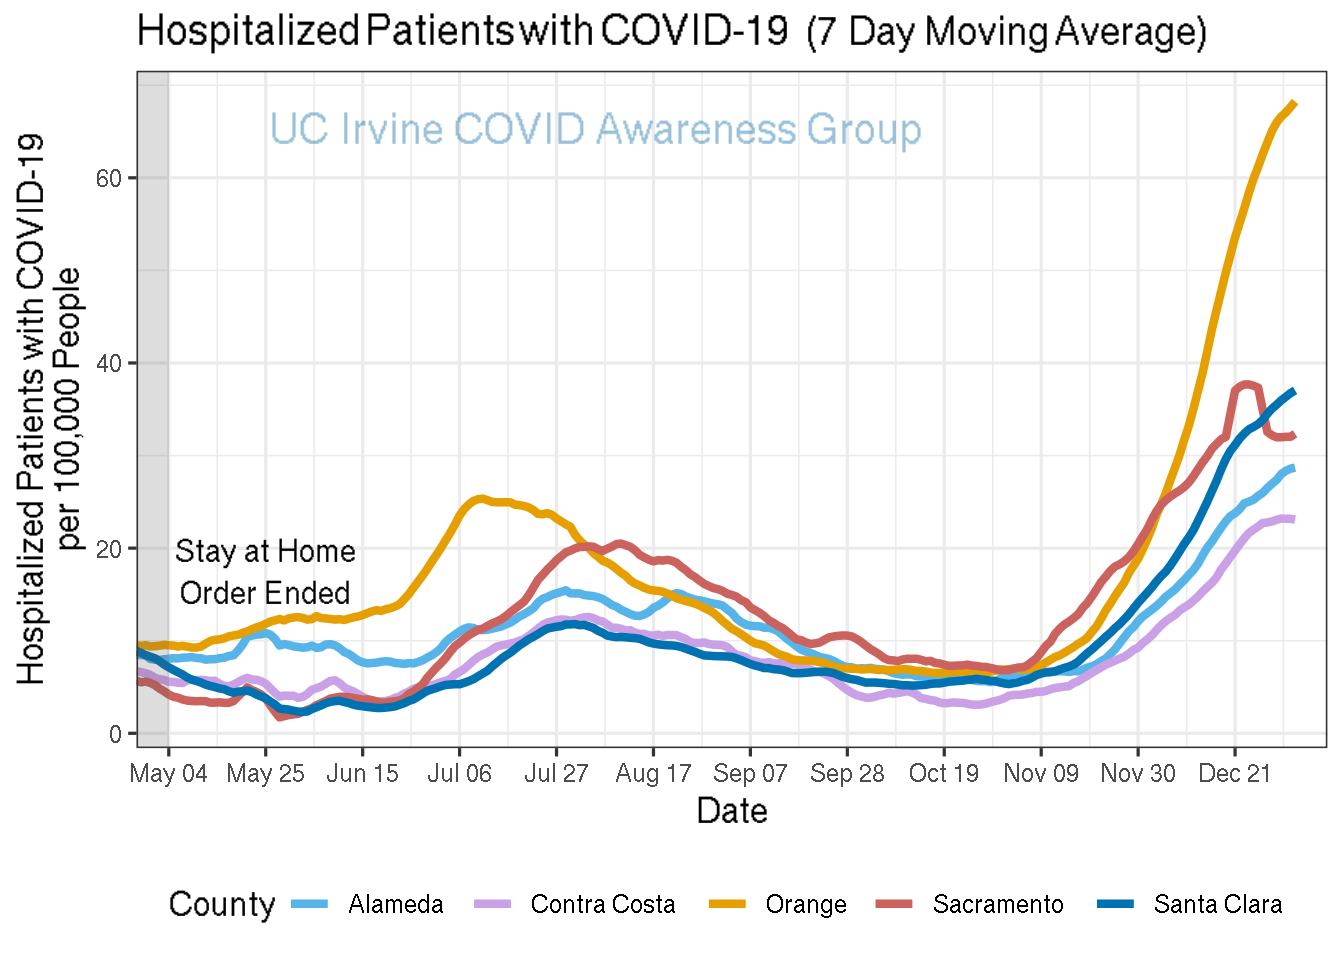 Hospitalized Patients with COVID-19 (7 Day Moving Average)
UC Irvine COVID Awareness Group
Hospitalized Patients with COVID-19
per 100,000 People
60
40
20
0
Stay at Home
Order Ended
May 04 May 25 Jun 15 Jul 06 Jul 27 Aug 17 Sep 07 Sep 28 Oct 19 Nov 09 Nov 30 Dec 21
Date
County Alameda Contra Costa Orange Sacramento Santa Clara